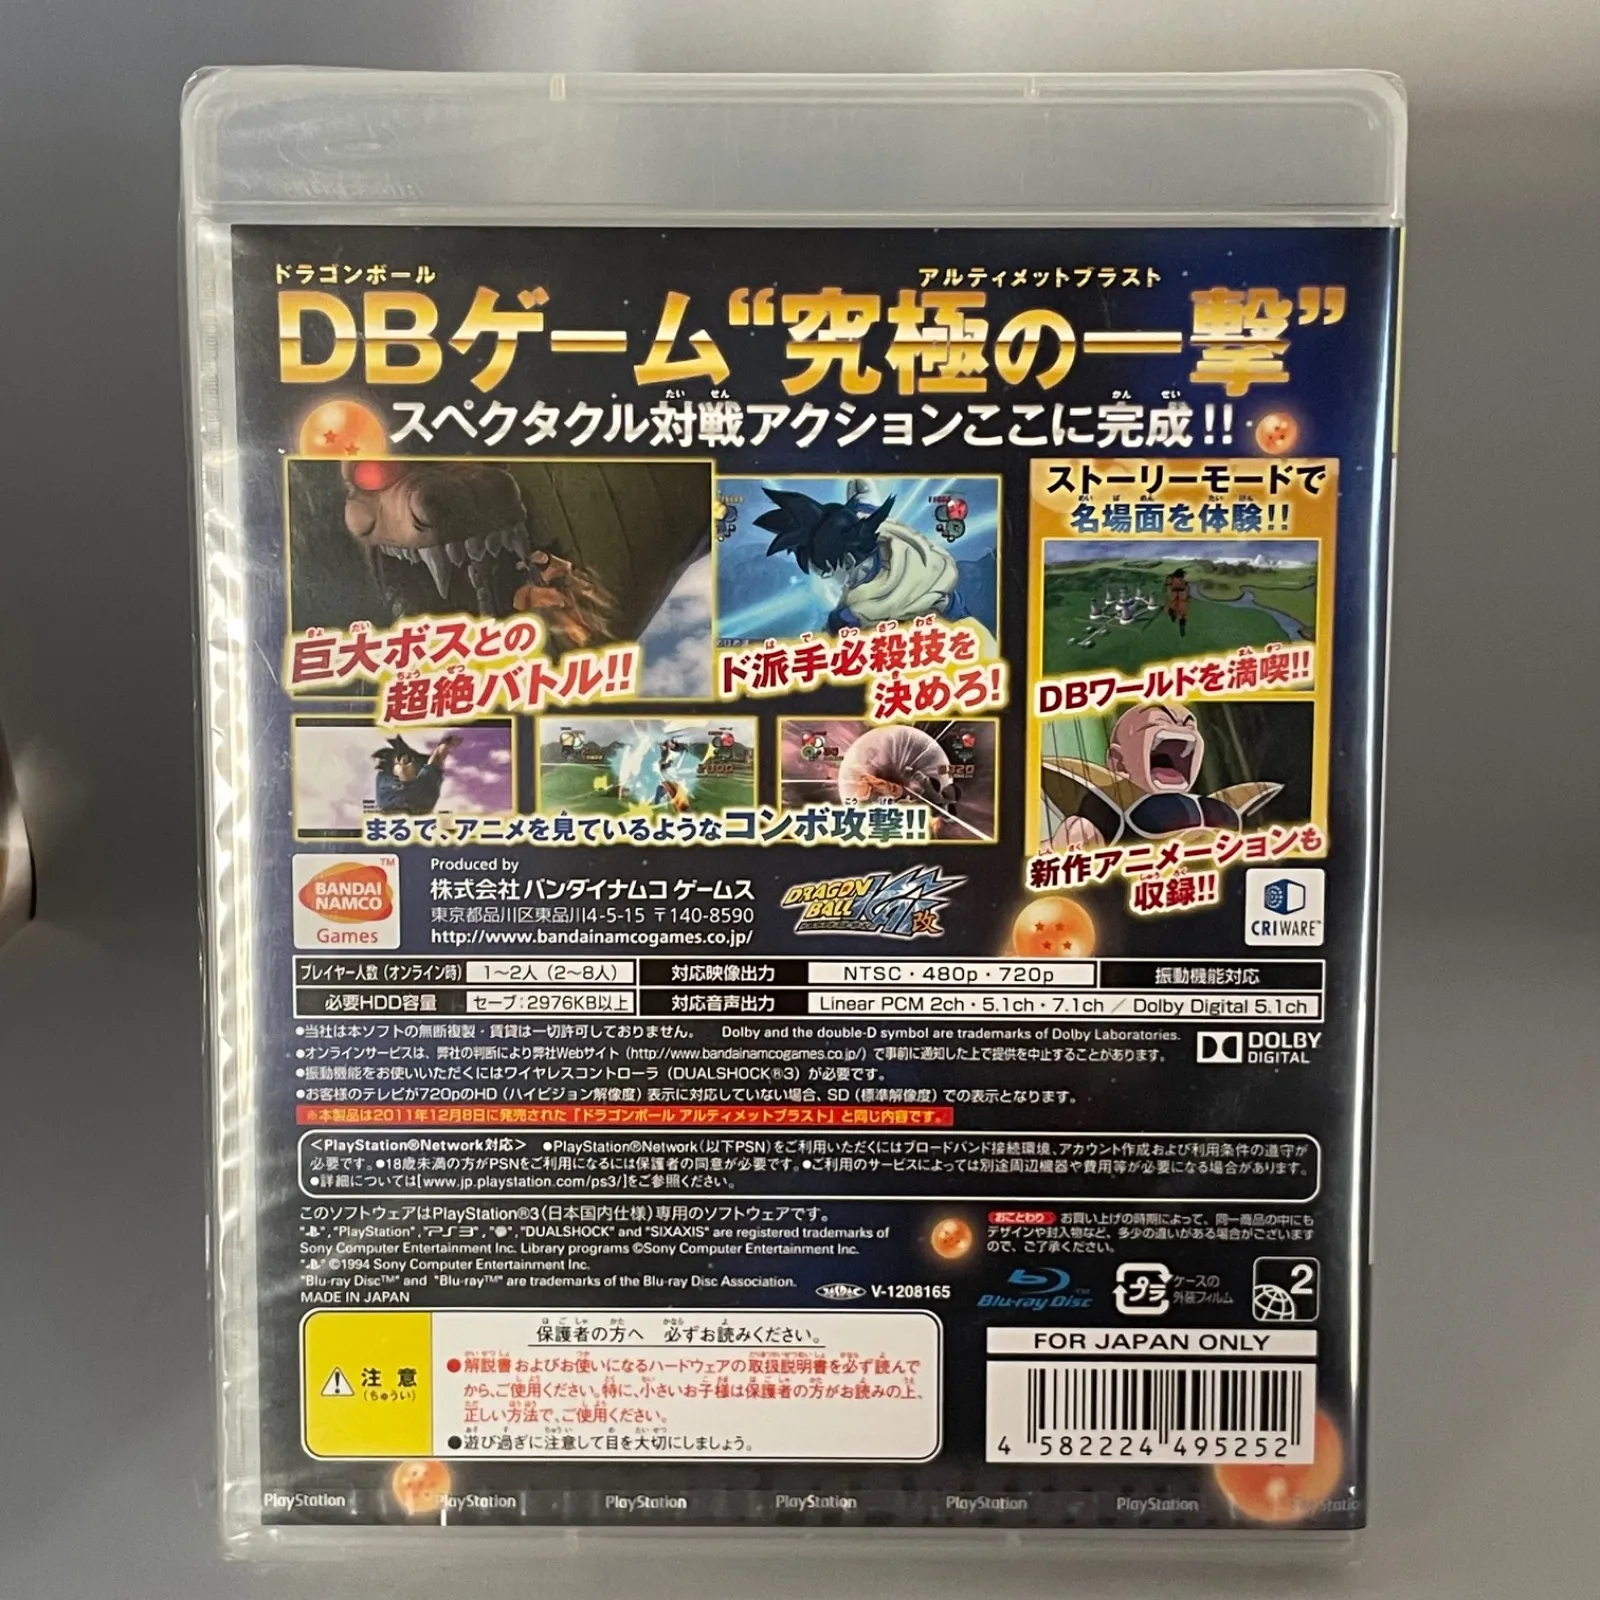 ドラゴンボール
アルティメットブラスト
DBゲーム“究極の一撃”
スペクタクル対戦アクションここに完成!!
巨大ボスとの
超絶バトル!!
ド派手必殺技を
決めろ!
まるで、アニメを見ているようなコンボ攻撃!!
ストーリーモードで
名場面を体験!!
DBワールドを満喫!!
新作アニメーションも
収録!!
BANDAI
NAMCO
Games
Produced by
株式会社 バンダイナムコ ゲームス
東京都品川区東品川4-5-15 〒140-8590
http://www.bandainamcogames.co.jp/
DRAGON
BALL KAI 改
CRIWARE™
プレイヤー人数(オンライン時) 1〜2人(2〜8人) 対応映像出力 NTSC・480p・720p 振動機能対応
必要HDD容量 セーブ:2976KB以上 対応音声出力 Linear PCM 2ch・5.1ch・7.1ch / Dolby Digital 5.1ch
●当社は本ソフトの無断複製・賃貸は一切許可しておりません。 Dolby and the double-D symbol are trademarks of Dolby Laboratories.
●オンラインサービスは、弊社の判断により弊社Webサイト(http://www.bandainamcogames.co.jp/)で事前に通知した上で提供を中止することがあります。
●振動機能をお使いいただくにはワイヤレスコントローラ(DUALSHOCK®3)が必要です。
●お客様のテレビが720pのHD(ハイビジョン解像度)表示に対応していない場合、SD(標準解像度)での表示となります。
※本製品は2011年12月8日に発売された「ドラゴンボール アルティメットブラスト」と同じ内容です。
DOLBY
DIGITAL
<PlayStation®Network対応> ●PlayStation®Network(以下PSN)をご利用いただくにはブロードバンド接続環境、アカウント作成および利用条件の遵守が
必要です。●18歳未満の方がPSNをご利用になるには保護者の同意が必要です。●ご利用のサービスによっては別途周辺機器や費用等が必要になる場合があります。
●詳細については[www.jp.playstation.com/ps3/]をご参照ください。
このソフトウェアはPlayStation®3(日本国内仕様)専用のソフトウェアです。
"PlayStation", "PS3", "DUALSHOCK" and "SIXAXIS" are registered trademarks of
Sony Computer Entertainment Inc. Library programs ©Sony Computer Entertainment Inc.
©1994 Sony Computer Entertainment Inc.
"Blu-ray Disc™" and "Blu-ray™" are trademarks of the Blu-ray Disc Association.
MADE IN JAPAN
V-1208165
おことわり お買い上げの時期によって、同一商品の中にも
デザインや封入物など、多少の違いがある場合がございます
ので、ご了承ください。
Blu-ray Disc
プラ
ケースの
外装フィルム
2
FOR JAPAN ONLY
4 582224 495252
注意
(ちゅうい)
保護者の方へ 必ずお読みください。
●解説書およびお使いになるハードウェアの取扱説明書を必ず読んで
から、ご使用ください。特に、小さいお子様は保護者の方がお読みの上、
正しい方法で、ご使用ください。
●遊び過ぎに注意して目を大切にしましょう。
PlayStation PlayStation PlayStation PlayStation PlayStation PlayStation